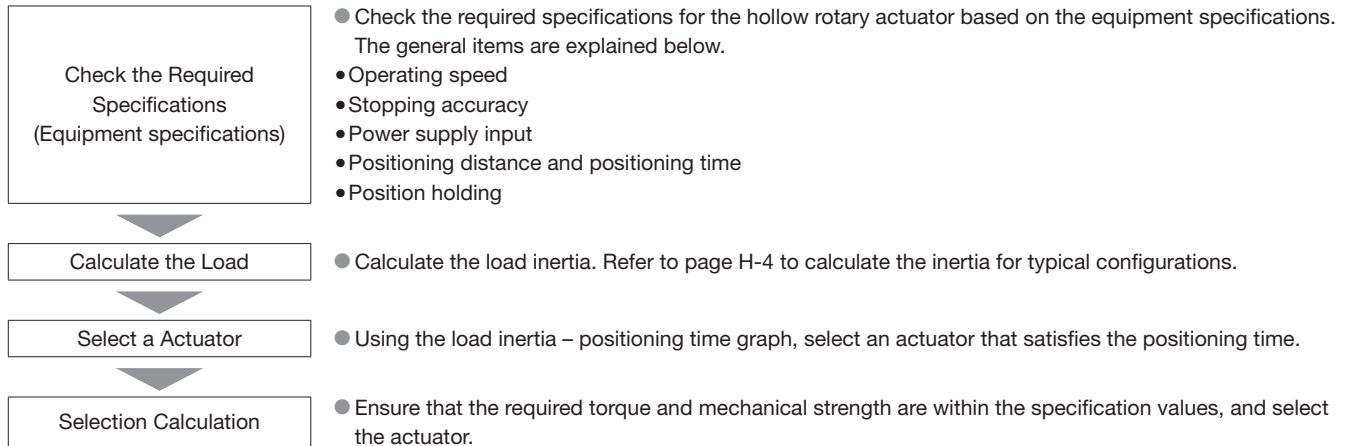 Check the Required
Specifications
(Equipment specifications)
● Check the required specifications for the hollow rotary actuator based on the equipment specifications.
The general items are explained below.
• Operating speed
• Stopping accuracy
• Power supply input
• Positioning distance and positioning time
• Position holding
Calculate the Load
● Calculate the load inertia. Refer to page H-4 to calculate the inertia for typical configurations.
Select a Actuator
● Using the load inertia – positioning time graph, select an actuator that satisfies the positioning time.
Selection Calculation
● Ensure that the required torque and mechanical strength are within the specification values, and select
the actuator.